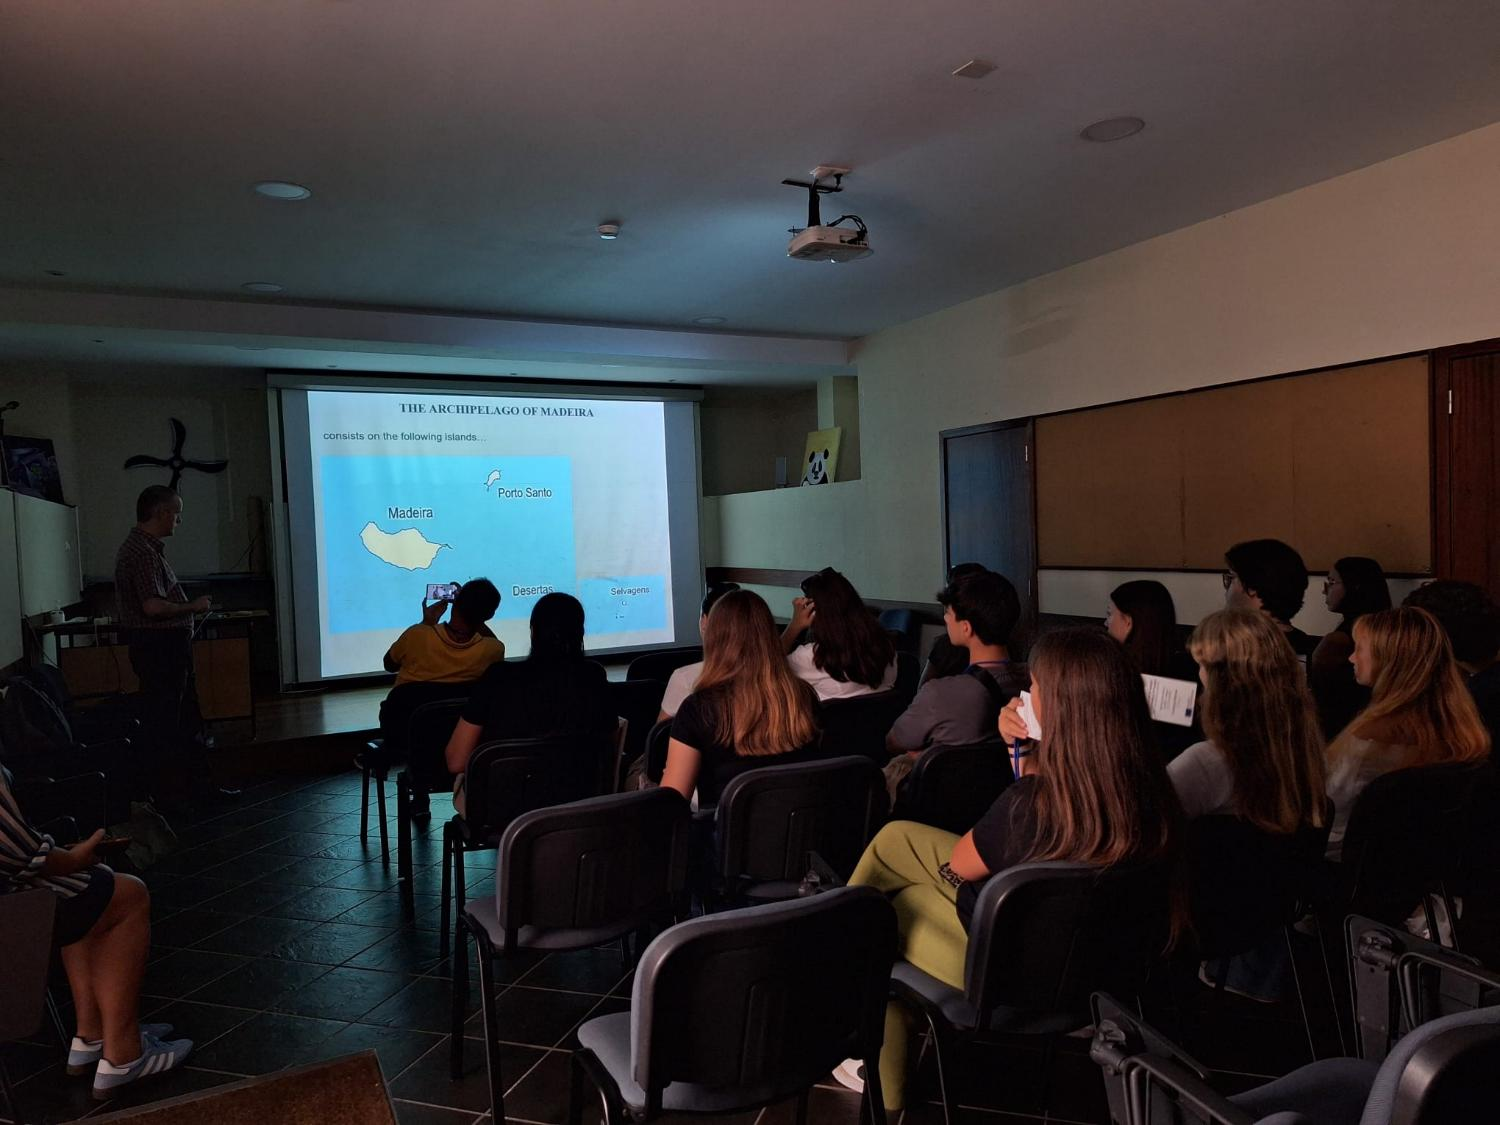 THE ARCHIPELAGO OF MADEIRA
consists on the following islands...
Porto Santo
Madeira
Desertas
Selvagens